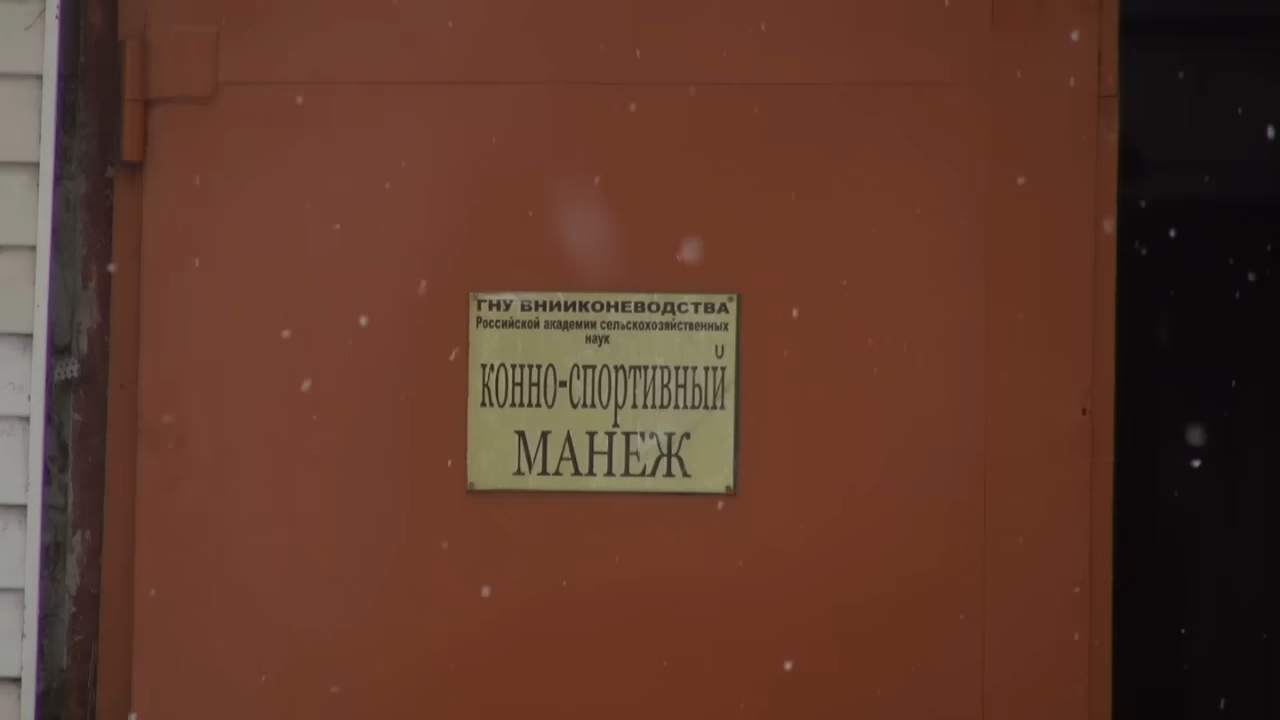 ГНУ ВНИИКОНЕВОДСТВА
Российской академии сельскохозяйственных
наук
КОННО-СПОРТИВНЫЙ
МАНЕЖ